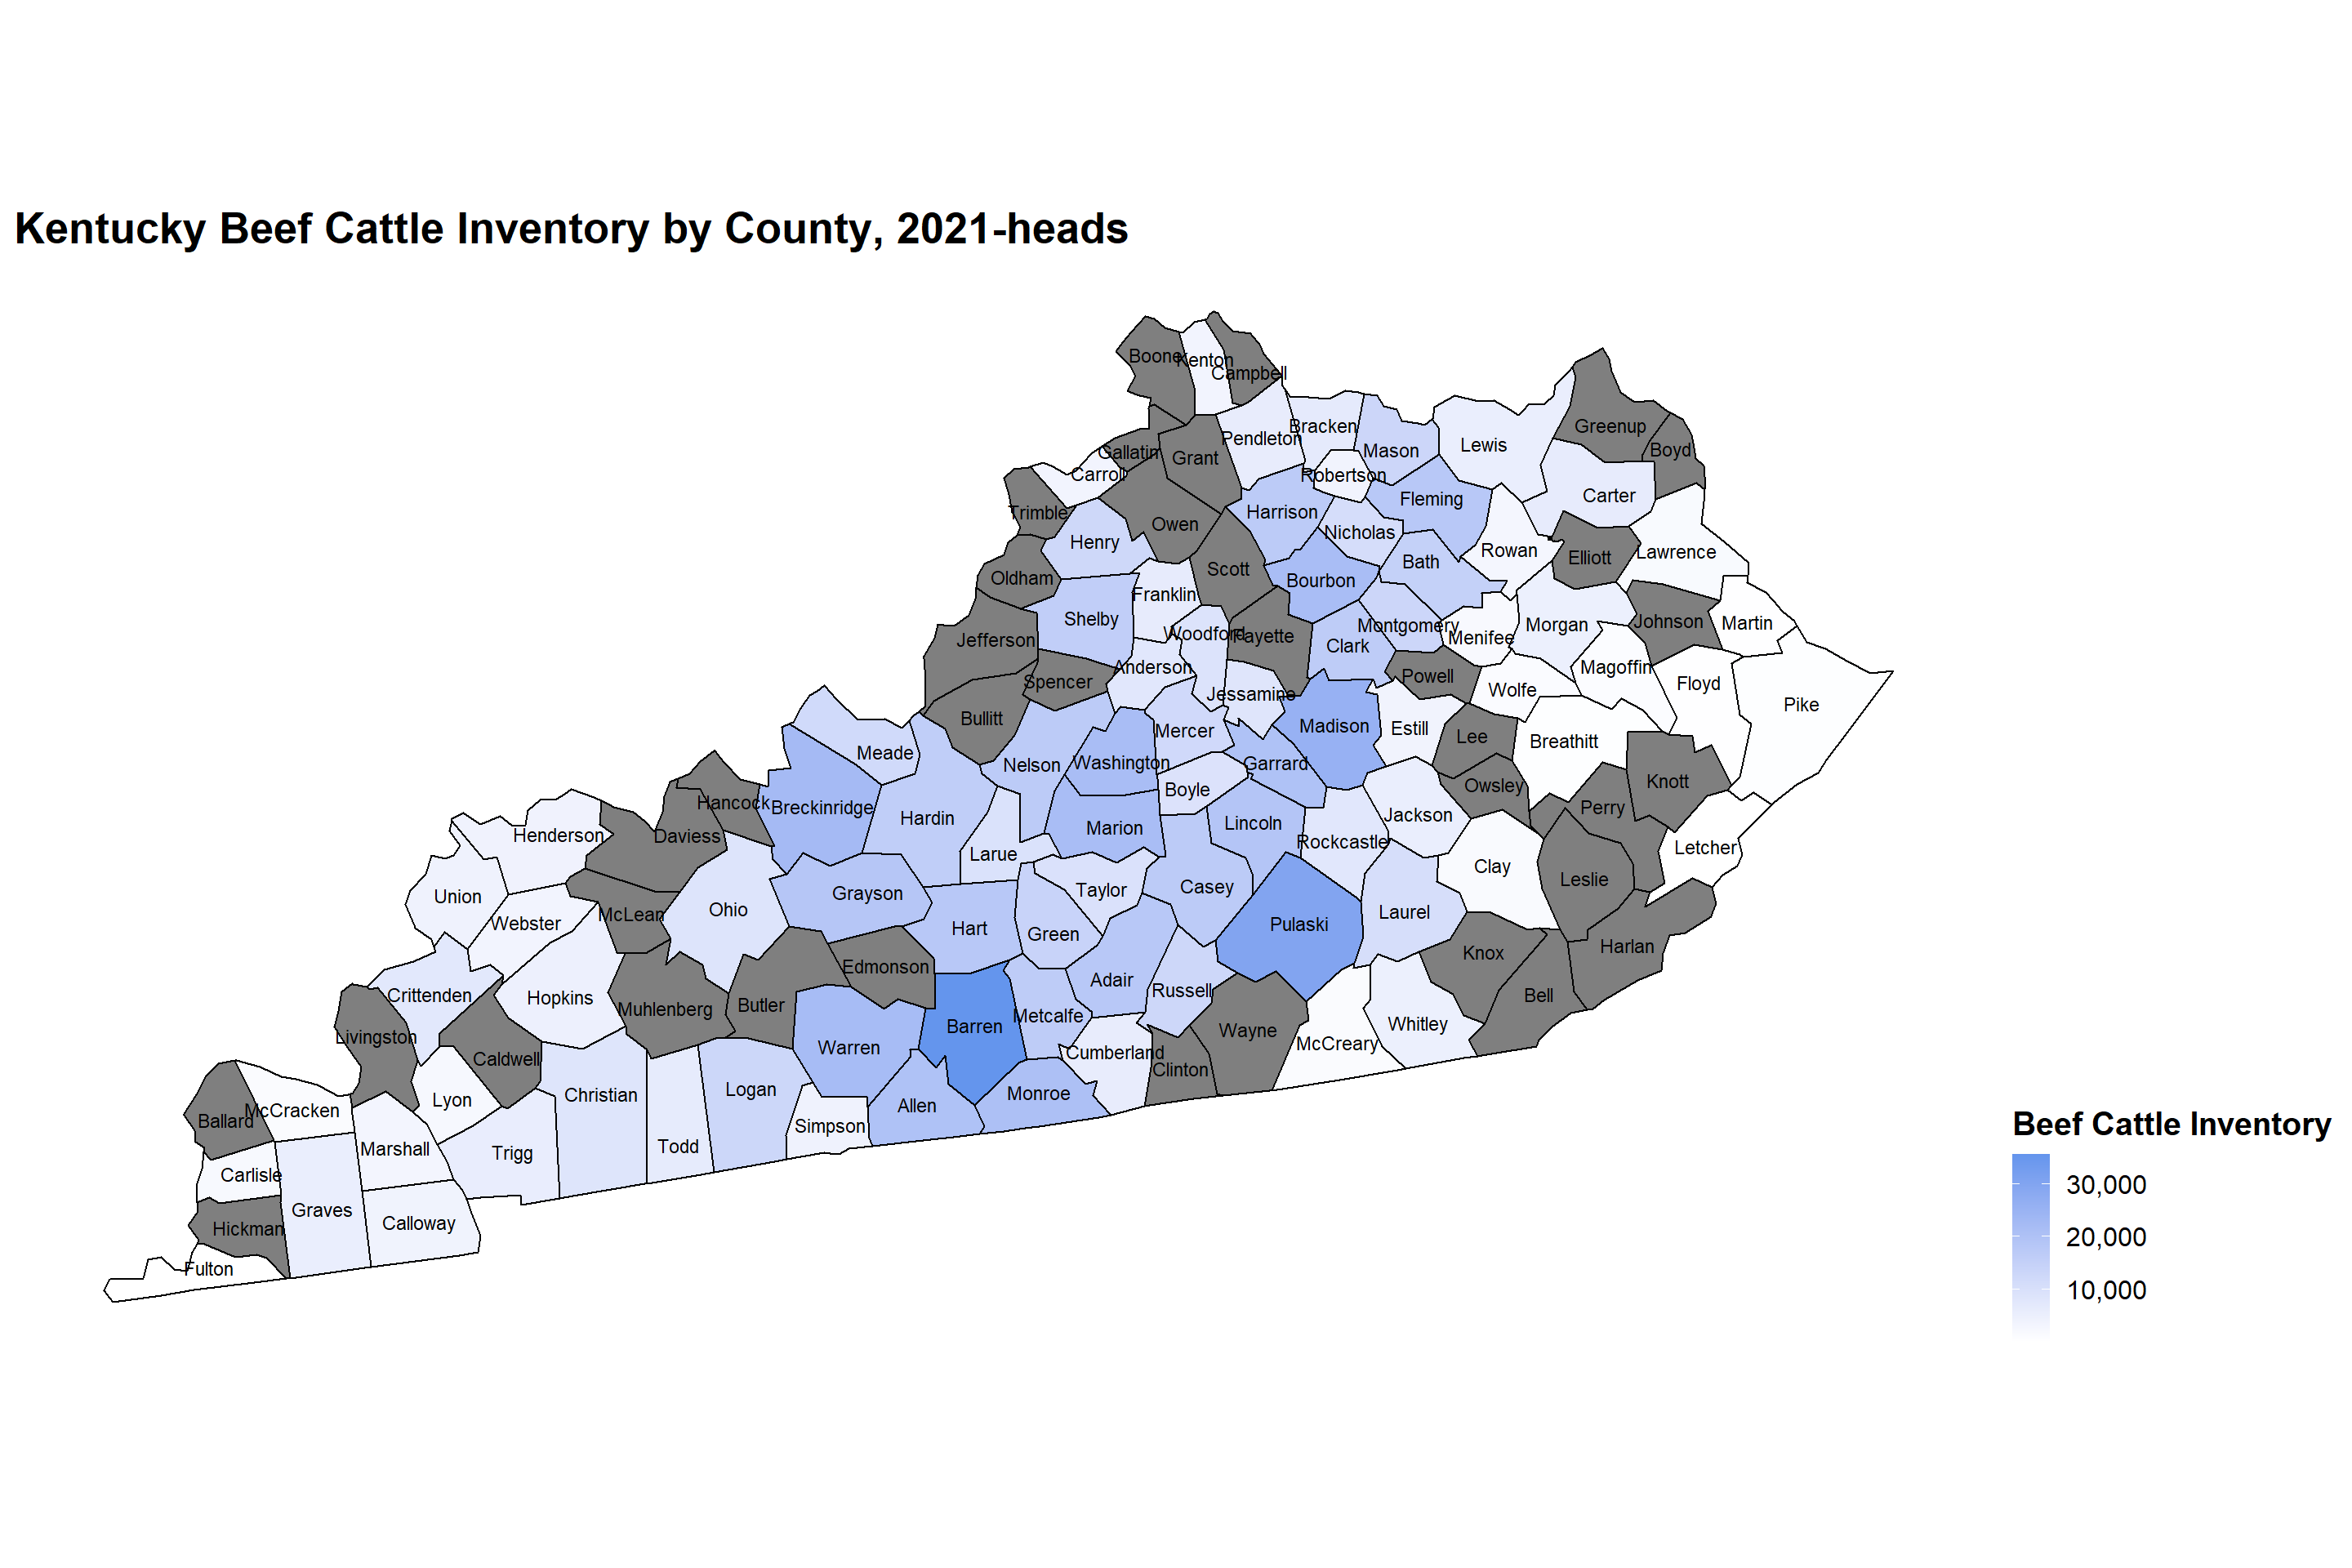 Kentucky Beef Cattle Inventory by County, 2021-heads
Boone
Kenton
Campbell
Greenup
Boyd
Bracken
Pendleton
Mason
Lewis
Gallatin
Grant
Carroll
Robertson
Fleming
Carter
Trimble
Owen
Harrison
Nicholas
Henry
Rowan
Lawrence
Elliott
Bath
Scott
Oldham
Bourbon
Franklin
Shelby
Johnson
Martin
Montgomery
Morgan
Woodford
Fayette
Menifee
Jefferson
Clark
Anderson
Magoffin
Powell
Spencer
Floyd
Wolfe
Jessamine
Pike
Bullitt
Madison
Estill
Mercer
Lee
Breathitt
Meade
Washington
Garrard
Nelson
Knott
Owsley
Boyle
Hancock
Breckinridge
Perry
Jackson
Hardin
Lincoln
Marion
Henderson
Daviess
Rockcastle
Letcher
Larue
Clay
Leslie
Casey
Taylor
Grayson
Union
Ohio
Laurel
McLean
Webster
Pulaski
Hart
Green
Harlan
Knox
Edmonson
Adair
Russell
Crittenden
Bell
Hopkins
Butler
Muhlenberg
Metcalfe
Whitley
Barren
Wayne
Livingston
McCreary
Warren
Cumberland
Caldwell
Clinton
Logan
Monroe
Christian
Lyon
Allen
McCracken
Ballard
Simpson
Todd
Marshall
Trigg
Carlisle
Graves
Calloway
Hickman
Fulton
Beef Cattle Inventory
30,000
20,000
10,000